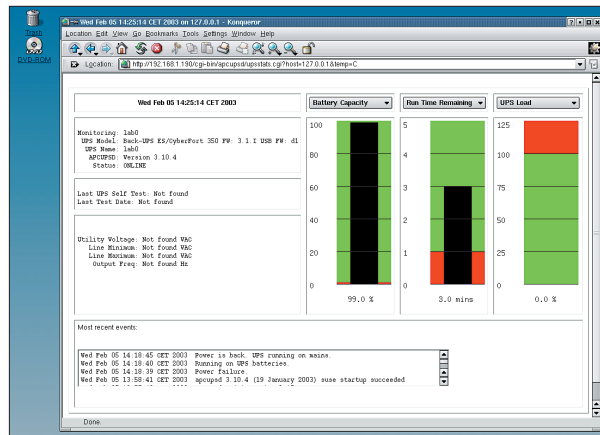 Trash
DVD-ROM
Wed Feb 05 14:25:14 CET 2003 on 127.0.0.1 - Konqueror
Location Edit View Go Bookmarks Tools Settings Window Help
Location: http://192.168.1.190/cgi-bin/apcupsd/upsstats.cgi?host=127.0.0.1&temp=C
Wed Feb 05 14:25:14 CET 2003
Monitoring: lab0
UPS Model: Back-UPS ES/CyberFort 350 FW: 3.1.I USB FW: d1
UPS Name: lab0
APCUPSD: Version 3.10.4
Status: ONLINE
Last UPS Self Test: Not found
Last Test Date: Not found
Utility Voltage: Not found VAC
Line Minimum: Not found VAC
Line Maximum: Not found VAC
Output Freq: Not found Hz
Battery Capacity
100
80
60
40
20
0
99.0 %
Run Time Remaining
5
4
3
2
1
0
3.0 mins
UPS Load
125
100
75
50
25
0
0.0 %
Most recent events:
Wed Feb 05 14:18:45 CET 2003 Power is back. UPS running on mains.
Wed Feb 05 14:18:40 CET 2003 Running on UPS batteries.
Wed Feb 05 14:18:39 CET 2003 Power failure.
Wed Feb 05 13:58:41 CET 2003 apcupsd 3.10.4 (19 January 2003) suse startup succeeded
Done.